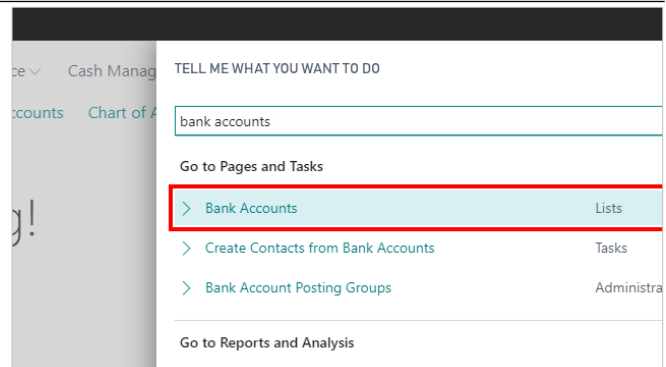 ce Cash Manag
TELL ME WHAT YOU WANT TO DO
ccounts Chart of A
bank accounts
Go to Pages and Tasks
g!
Bank Accounts Lists
Create Contacts from Bank Accounts Tasks
Bank Account Posting Groups Administra
Go to Reports and Analysis